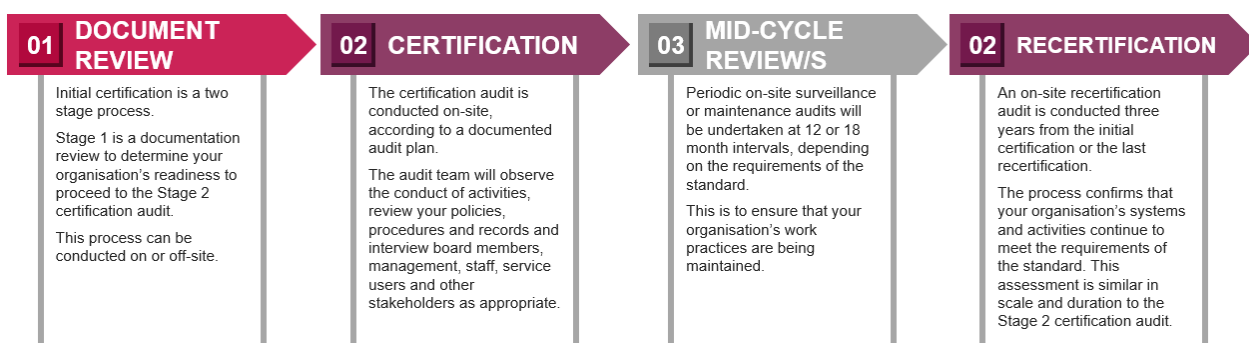 01
DOCUMENT
REVIEW
Initial certification is a two
stage process.
Stage 1 is a documentation
review to determine your
organisation's readiness to
proceed to the Stage 2
certification audit.
This process can be
conducted on or off-site.
02
CERTIFICATION
The certification audit is
conducted on-site,
according to a documented
audit plan.
The audit team will observe
the conduct of activities,
review your policies,
procedures and records and
interview board members,
management, staff, service
users and other
stakeholders as appropriate.
03
MID-CYCLE
REVIEW/S
Periodic on-site surveillance
or maintenance audits will
be undertaken at 12 or 18
month intervals, depending
on the requirements of the
standard.
This is to ensure that your
organisation's work
practices are being
maintained.
02
RECERTIFICATION
An on-site recertification
audit is conducted three
years from the initial
certification or the last
recertification.
The process confirms that
your organisation's systems
and activities continue to
meet the requirements of
the standard. This
assessment is similar in
scale and duration to the
Stage 2 certification audit.